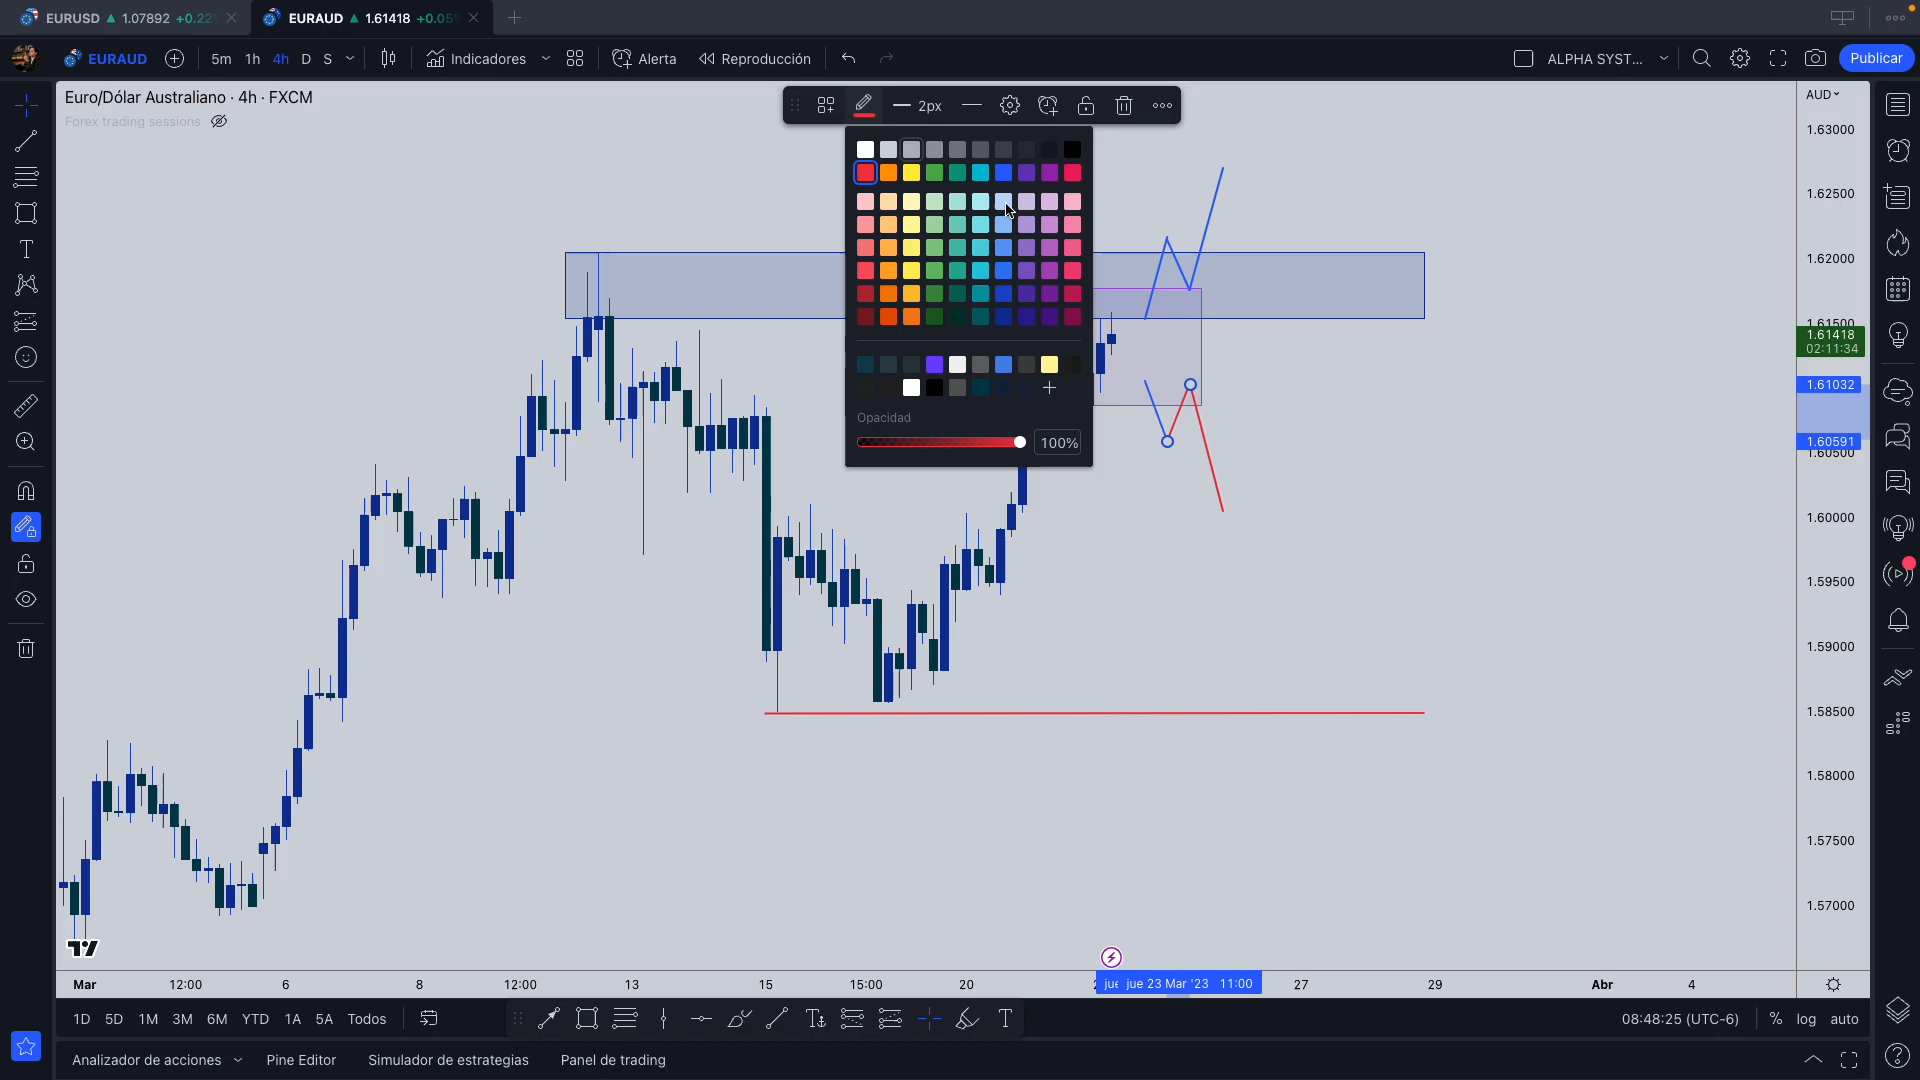 EURUSD 1.07892 +0.22
EURAUD 1.61418 +0.05
EURAUD 5m 1h 4h D S Indicadores Alerta Reproducción ALPHA SYST... Publicar
Euro/Dólar Australiano · 4h · FXCM
Forex trading sessions
2px
AUD
1.63000
1.62500
1.62000
1.61500
1.61418
02:11:34
1.61032
1.60591
1.60500
1.60000
1.59500
1.59000
1.58500
1.58000
1.57500
1.57000
Opacidad
100%
Mar 12:00 6 8 12:00 13 15 15:00 20 jue jue 23 Mar '23 11:00 27 29 Abr 4
1D 5D 1M 3M 6M YTD 1A 5A Todos 08:48:25 (UTC-6) % log auto
Analizador de acciones Pine Editor Simulador de estrategias Panel de trading